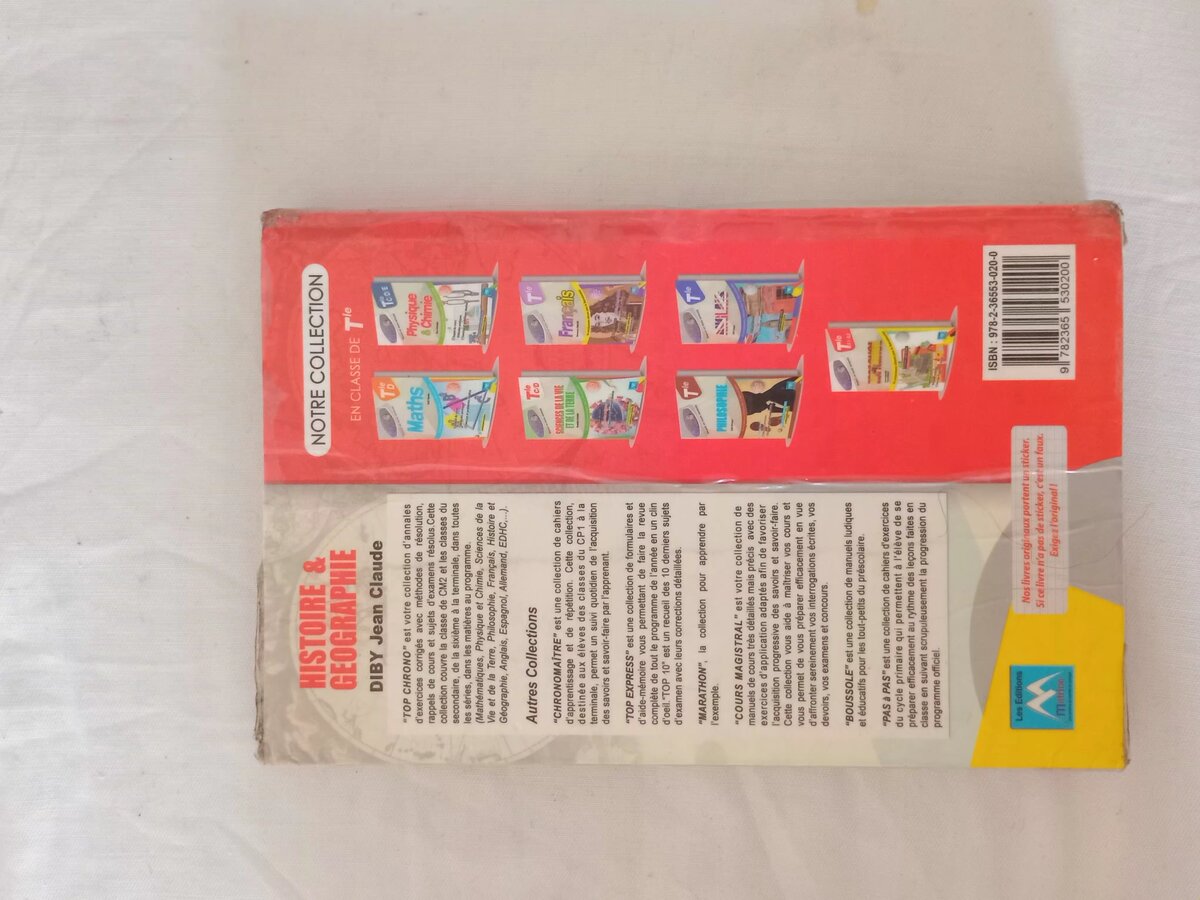 HISTOIRE &
GEOGRAPHIE
DIBY Jean Claude
"TOP CHRONO" est votre collection d'annales
d'exercices corrigés avec méthodes de résolution,
rappels de cours et sujets d'examens résolus.Cette
collection couvre la classe de CM2 et les classes du
secondaire, de la sixième à la terminale, dans toutes
les séries, dans les matières au programme.
(Mathématiques, Physique et Chimie, Sciences de la
Vie et de la Terre, Philosophie, Français, Histoire et
Géographie, Anglais, Espagnol, Allemand, EDHC,...).
Autres Collections
"CHRONOMAÎTRE" est une collection de cahiers
d'apprentissage et de répétition. Cette collection,
destinée aux élèves des classes du CP1 à la
terminale, permet un suivi quotidien de l'acquisition
des savoirs et savoir-faire par l'apprenant.
"TOP EXPRESS" est une collection de formulaires et
d'aide-mémoire vous permettant de faire la revue
complète de tout le programme de l'année en un clin
d'oeil."TOP 10" est un recueil des 10 derniers sujets
d'examen avec leurs corrections détaillées.
"MARATHON", la collection pour apprendre par
l'exemple.
"COURS MAGISTRAL" est votre collection de
manuels de cours très détaillés mais précis avec des
exercices d'application adaptés afin de favoriser
l'acquisition progressive des savoirs et savoir-faire.
Cette collection vous aide à maîtriser vos cours et
vous permet de vous préparer efficacement en vue
d'affronter sereinement vos interrogations écrites, vos
devoirs, vos examens et concours.
"BOUSSOLE" est une collection de manuels ludiques
et éducatifs pour les tout-petits du préscolaire.
"PAS à PAS" est une collection de cahiers d'exercices
du cycle primaire qui permettent à l'élève de se
préparer efficacement au rythme des leçons faites en
classe en suivant scrupuleusement la progression du
programme officiel.
Les Editions
Matrice
NOTRE COLLECTION
EN CLASSE DE Tle
Tle D
Maths
Tle C D E
Physique
& Chimie
Tle C D
SCIENCES DE LA VIE
ET DE LA TERRE
Tle
Français
Tle
PHILOSOPHIE
Tle
Tle
Nos livres originaux portent un sticker,
Si ce livre n'a pas de sticker, c'est un faux.
Exigez l'original !
ISBN : 978-2-36553-020-0
9 782365 530200